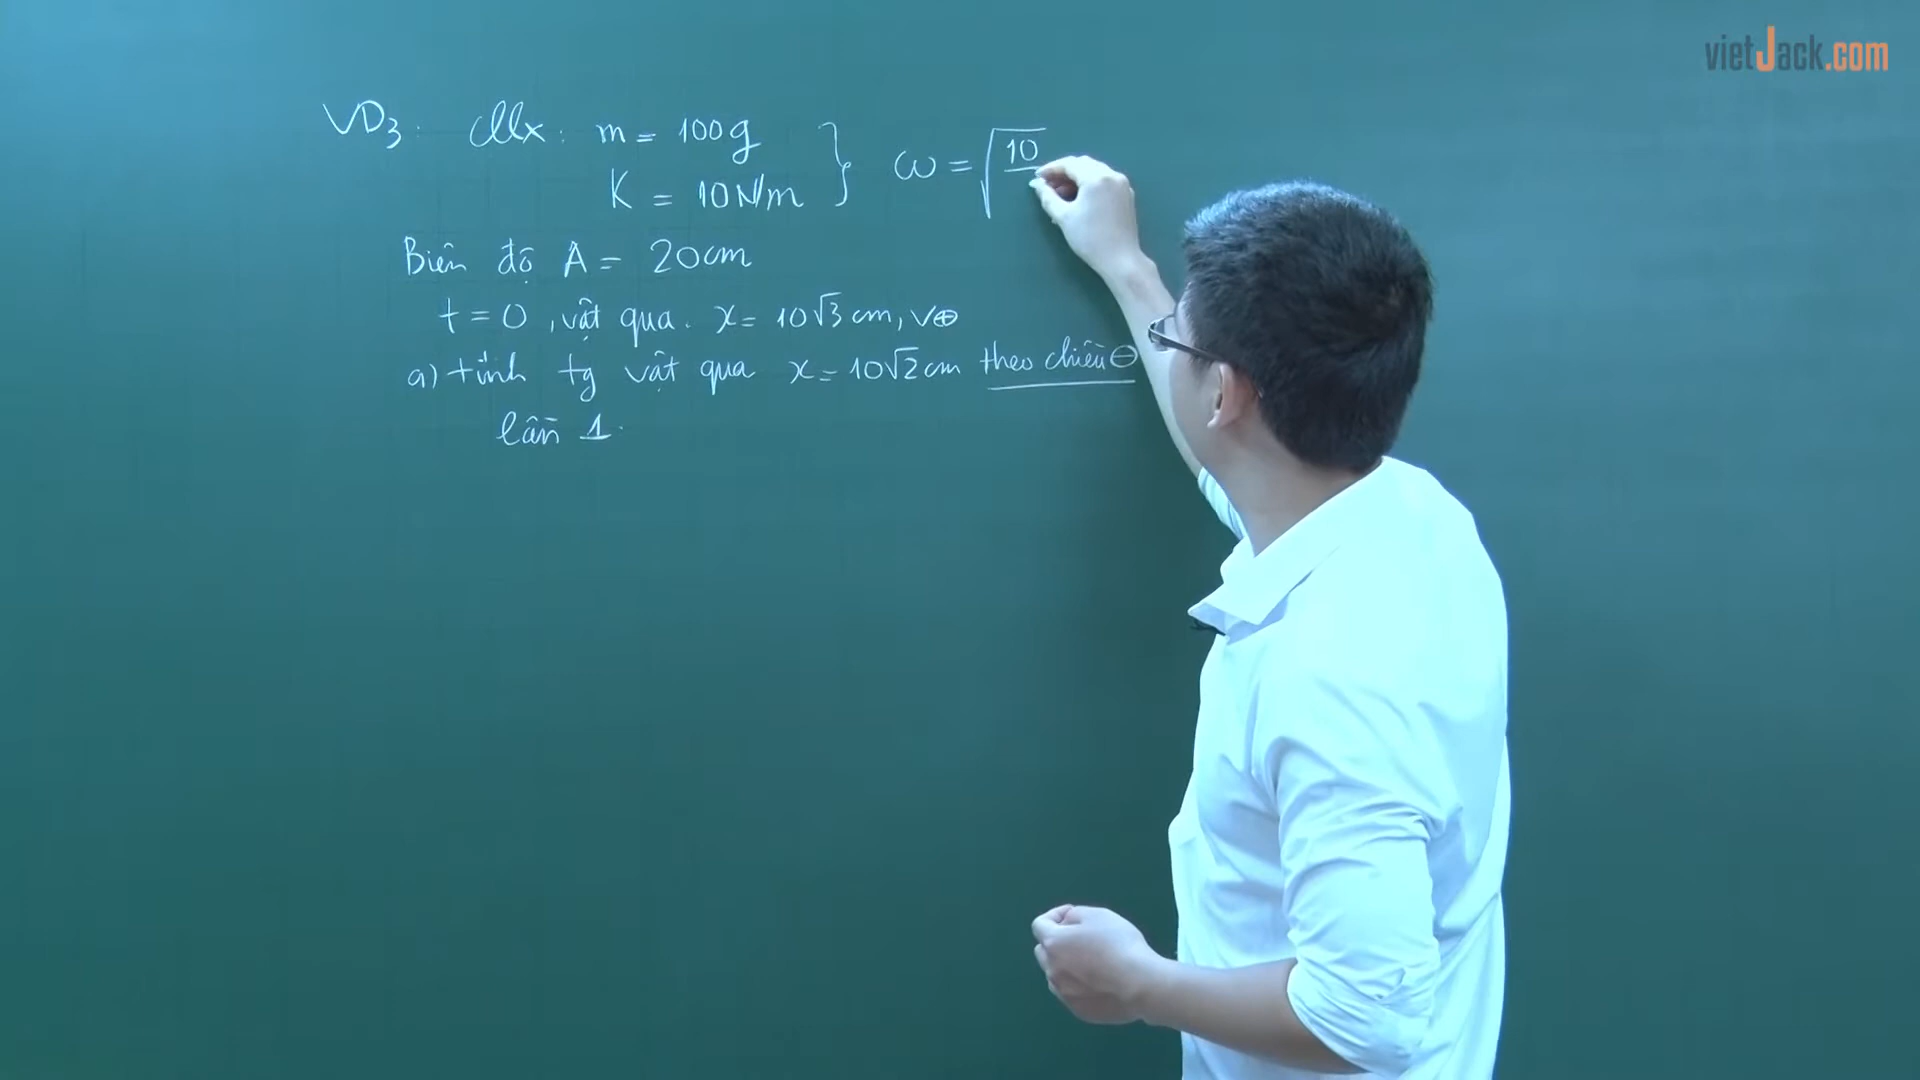 vietJack.com
VD3: CLLx: m = 100g
K = 10N/m } ω = √10
Biên độ A = 20cm
t = 0, vật qua. x = 10√3 cm, v⊕
a) tính tg vật qua x = 10√2 cm theo chiều ⊖
lần 1.